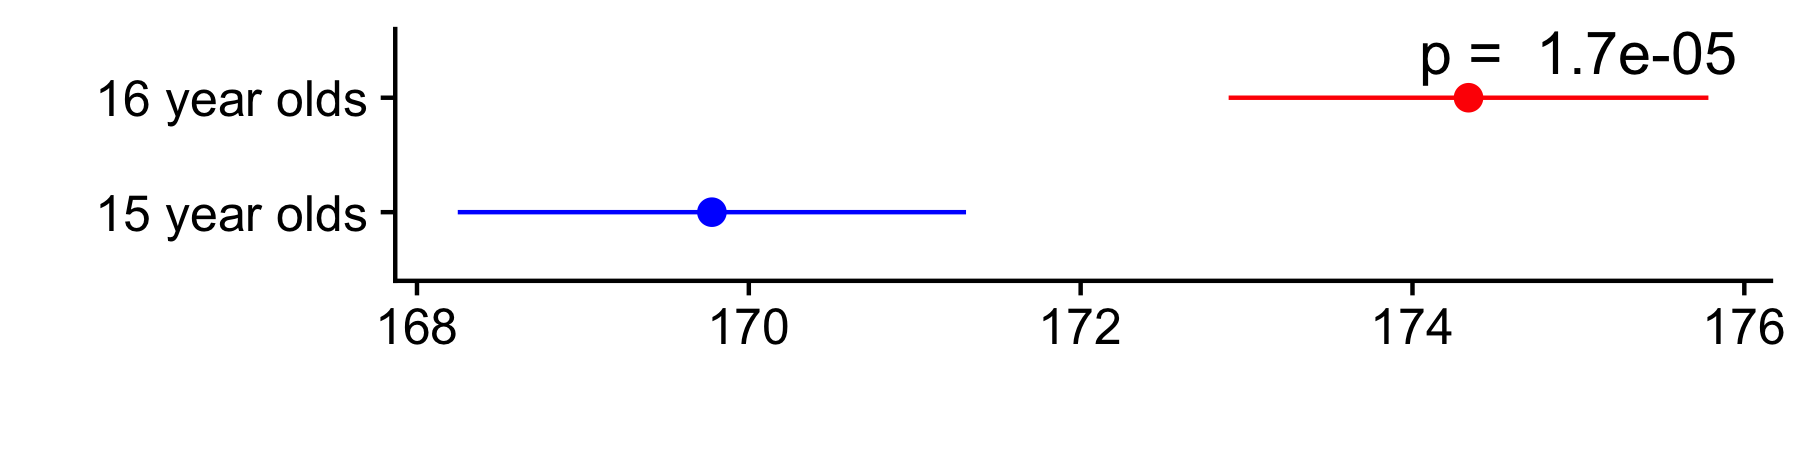 p =  1.7e-05
16 year olds
15 year olds
168 170 172 174 176